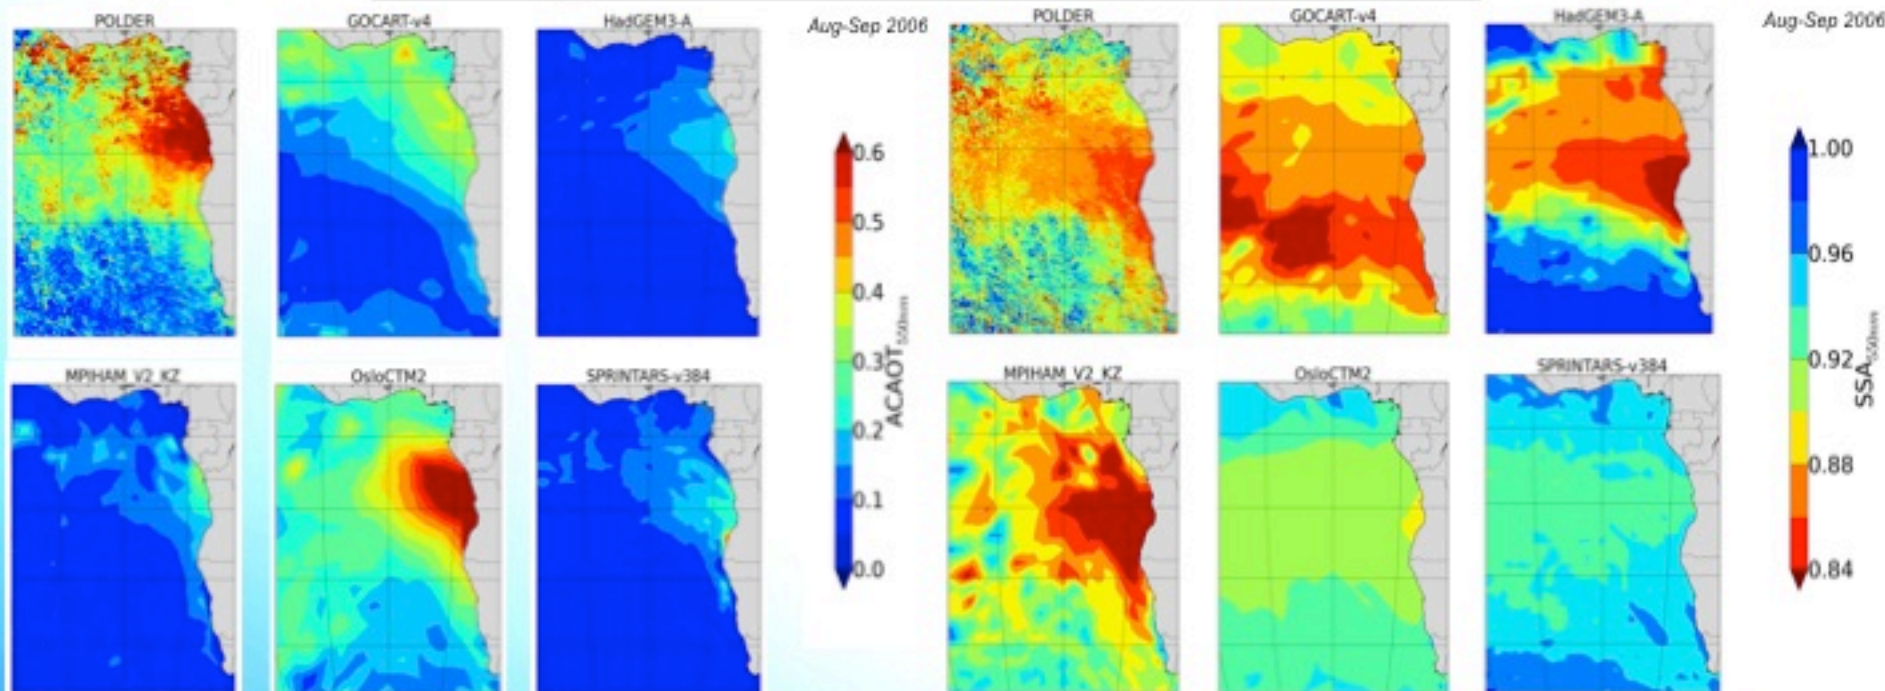 POLDER
GOCART-v4
HadGEM3-A
Aug-Sep 2006
0.6
0.5
0.4
0.3
0.2
0.1
0.0
ACAOT550nm
MPIHAM_V2_KZ
OsloCTM2
SPRINTARS-v384
POLDER
GOCART-v4
HadGEM3-A
Aug-Sep 2006
1.00
0.96
0.92
0.88
0.84
SSA550nm
MPIHAM_V2_KZ
OsloCTM2
SPRINTARS-v384